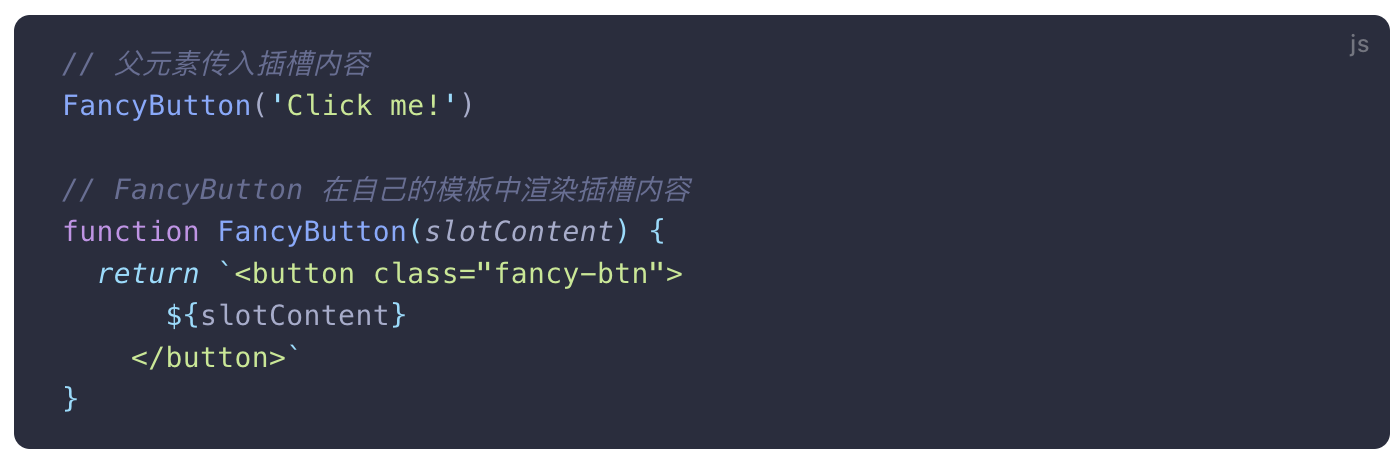 js
// 父元素传入插槽内容
FancyButton('Click me!')
// FancyButton 在自己的模板中渲染插槽内容
function FancyButton(slotContent) {
return `<button class="fancy-btn">
${slotContent}
</button>`
}